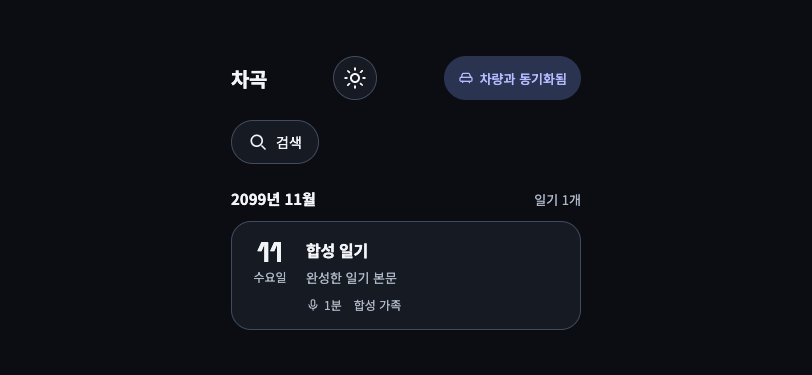 차곡
차량과 동기화됨
검색
2099년 11월
일기 1개
11
합성 일기
수요일
완성한 일기 본문
1분 합성 가족